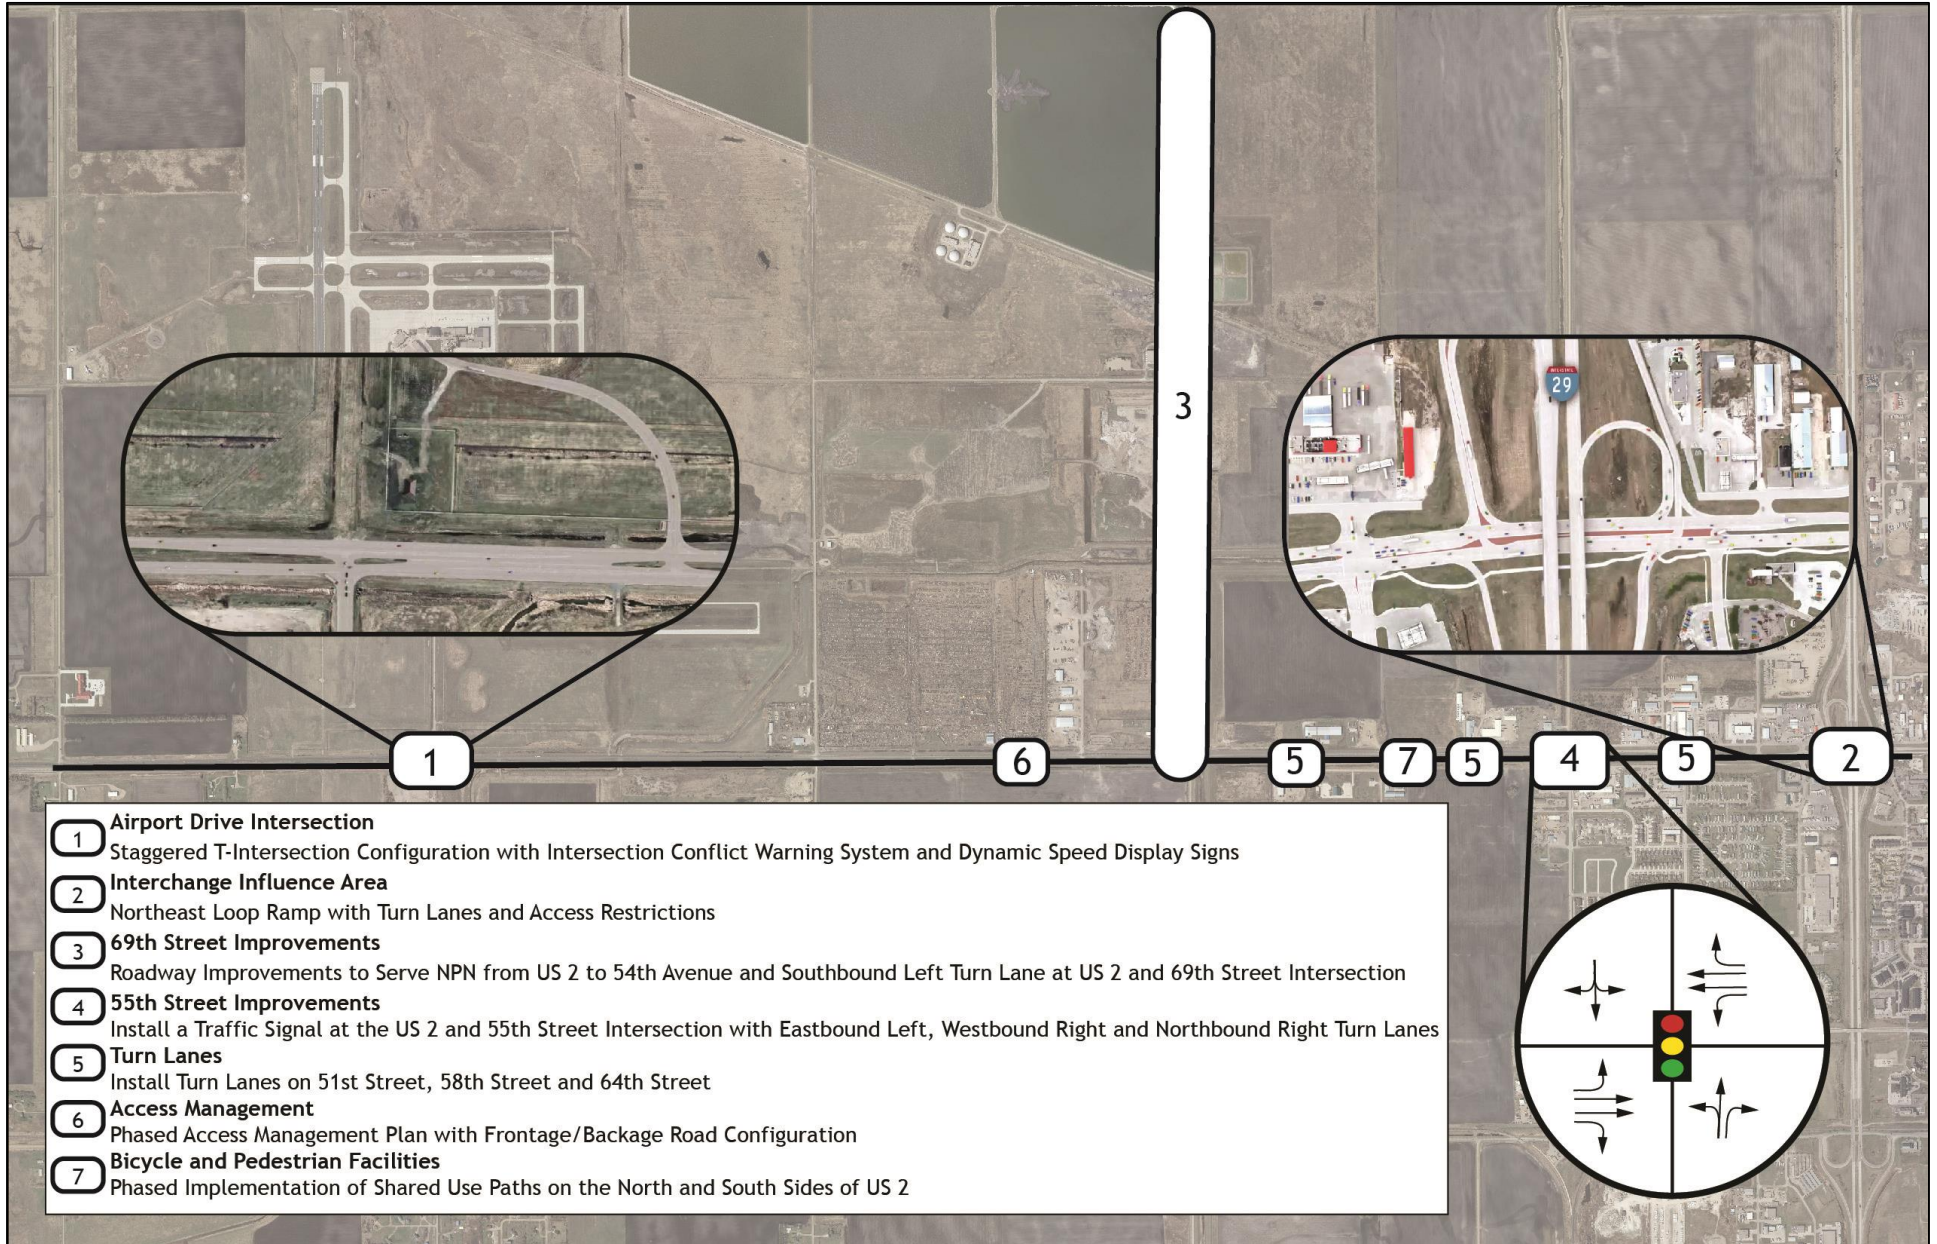 INTERSTATE
29
3
1
6
5
7
5
4
5
2
1 Airport Drive Intersection
Staggered T-Intersection Configuration with Intersection Conflict Warning System and Dynamic Speed Display Signs
2 Interchange Influence Area
Northeast Loop Ramp with Turn Lanes and Access Restrictions
3 69th Street Improvements
Roadway Improvements to Serve NPN from US 2 to 54th Avenue and Southbound Left Turn Lane at US 2 and 69th Street Intersection
4 55th Street Improvements
Install a Traffic Signal at the US 2 and 55th Street Intersection with Eastbound Left, Westbound Right and Northbound Right Turn Lanes
5 Turn Lanes
Install Turn Lanes on 51st Street, 58th Street and 64th Street
6 Access Management
Phased Access Management Plan with Frontage/Backage Road Configuration
7 Bicycle and Pedestrian Facilities
Phased Implementation of Shared Use Paths on the North and South Sides of US 2